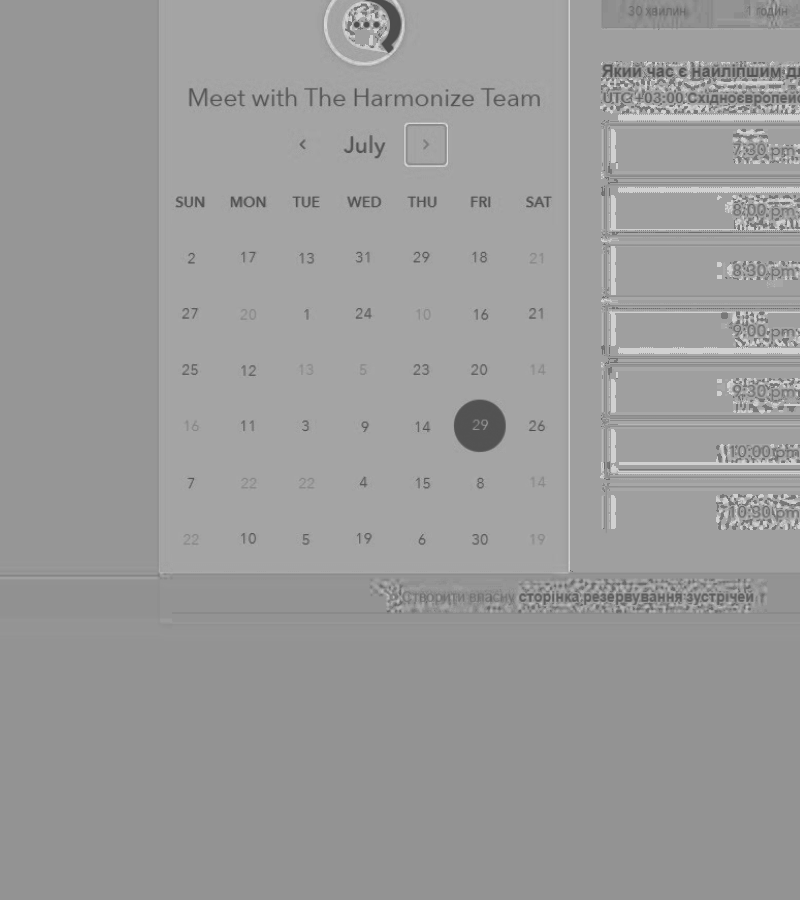 30 хвилин 1 годин
Meet with The Harmonize Team
July
SUN MON TUE WED THU FRI SAT
2 17 13 31 29 18 21
27 20 1 24 10 16 21
25 12 13 5 23 20 14
16 11 3 9 14 29 26
7 22 22 4 15 8 14
22 10 5 19 6 30 19
Який час є найліпшим
UTC +03:00 Східноєвропейс
7:30 pm
8:00 pm
8:30 pm
9:00 pm
9:30 pm
10:00 pm
10:30 pm
Створити власну сторінка резервування зустрічей